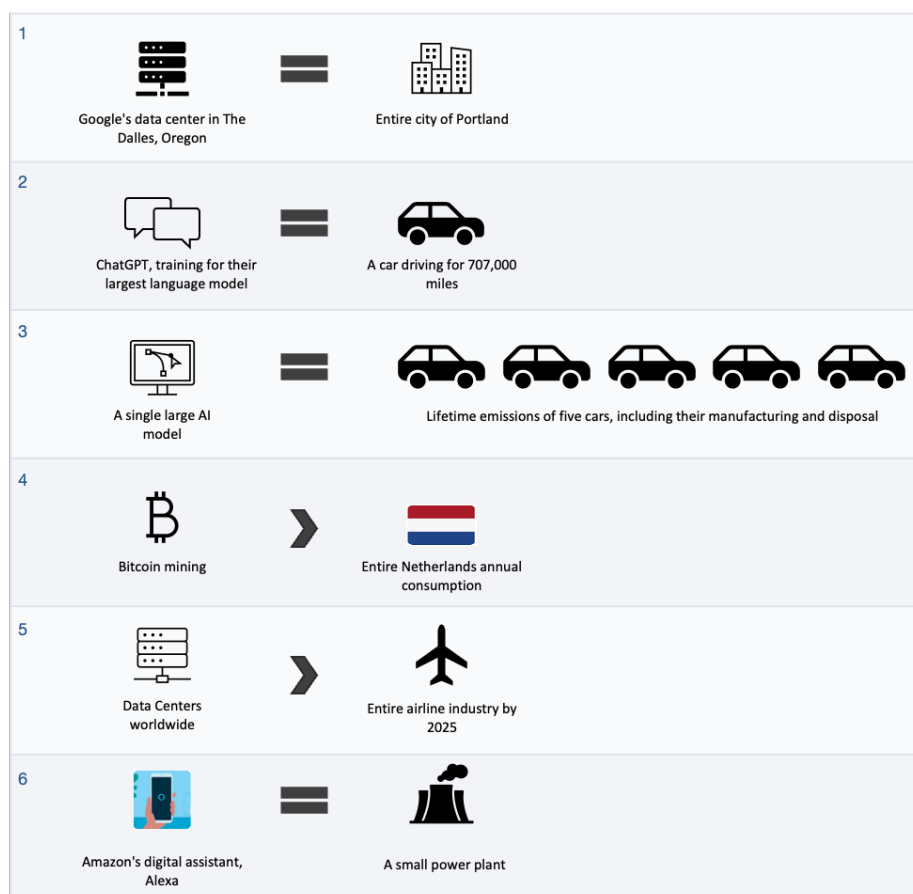 1
Google's data center in The
Dalles, Oregon
Entire city of Portland
2
ChatGPT, training for their
largest language model
A car driving for 707,000
miles
3
A single large AI
model
Lifetime emissions of five cars, including their manufacturing and disposal
4
Bitcoin mining
Entire Netherlands annual
consumption
5
Data Centers
worldwide
Entire airline industry by
2025
6
Amazon's digital assistant,
Alexa
A small power plant